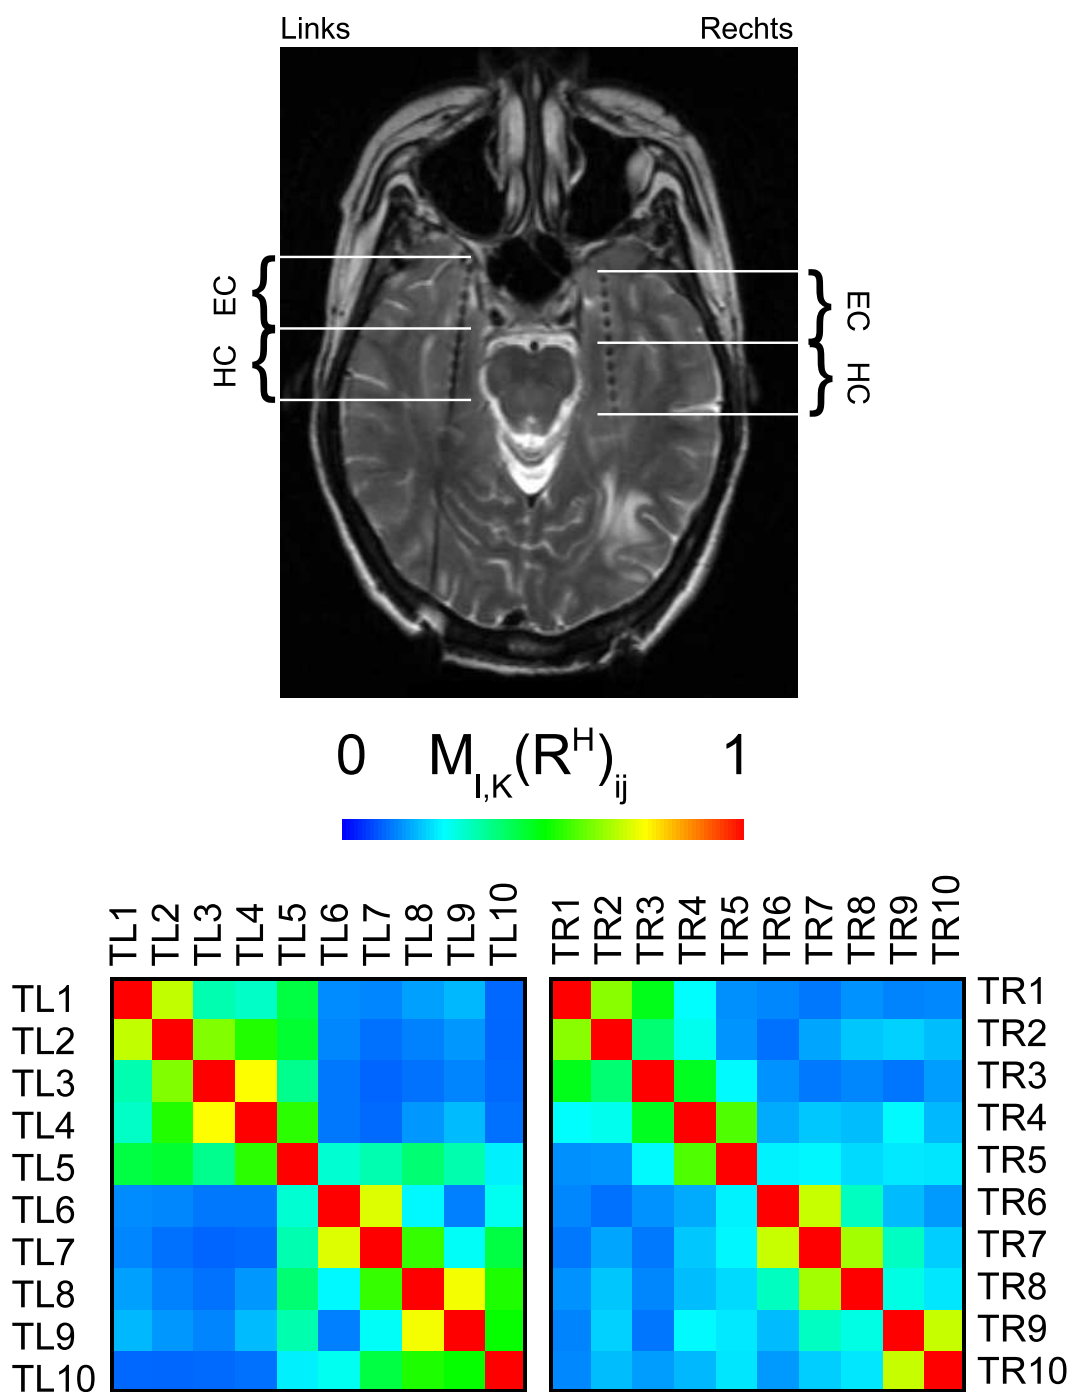 Links Rechts
EC
HC
EC
HC
0 M_{I,K}(R^H)_{ij} 1
TL1 TL2 TL3 TL4 TL5 TL6 TL7 TL8 TL9 TL10
TR1 TR2 TR3 TR4 TR5 TR6 TR7 TR8 TR9 TR10
TL1
TL2
TL3
TL4
TL5
TL6
TL7
TL8
TL9
TL10
TR1
TR2
TR3
TR4
TR5
TR6
TR7
TR8
TR9
TR10